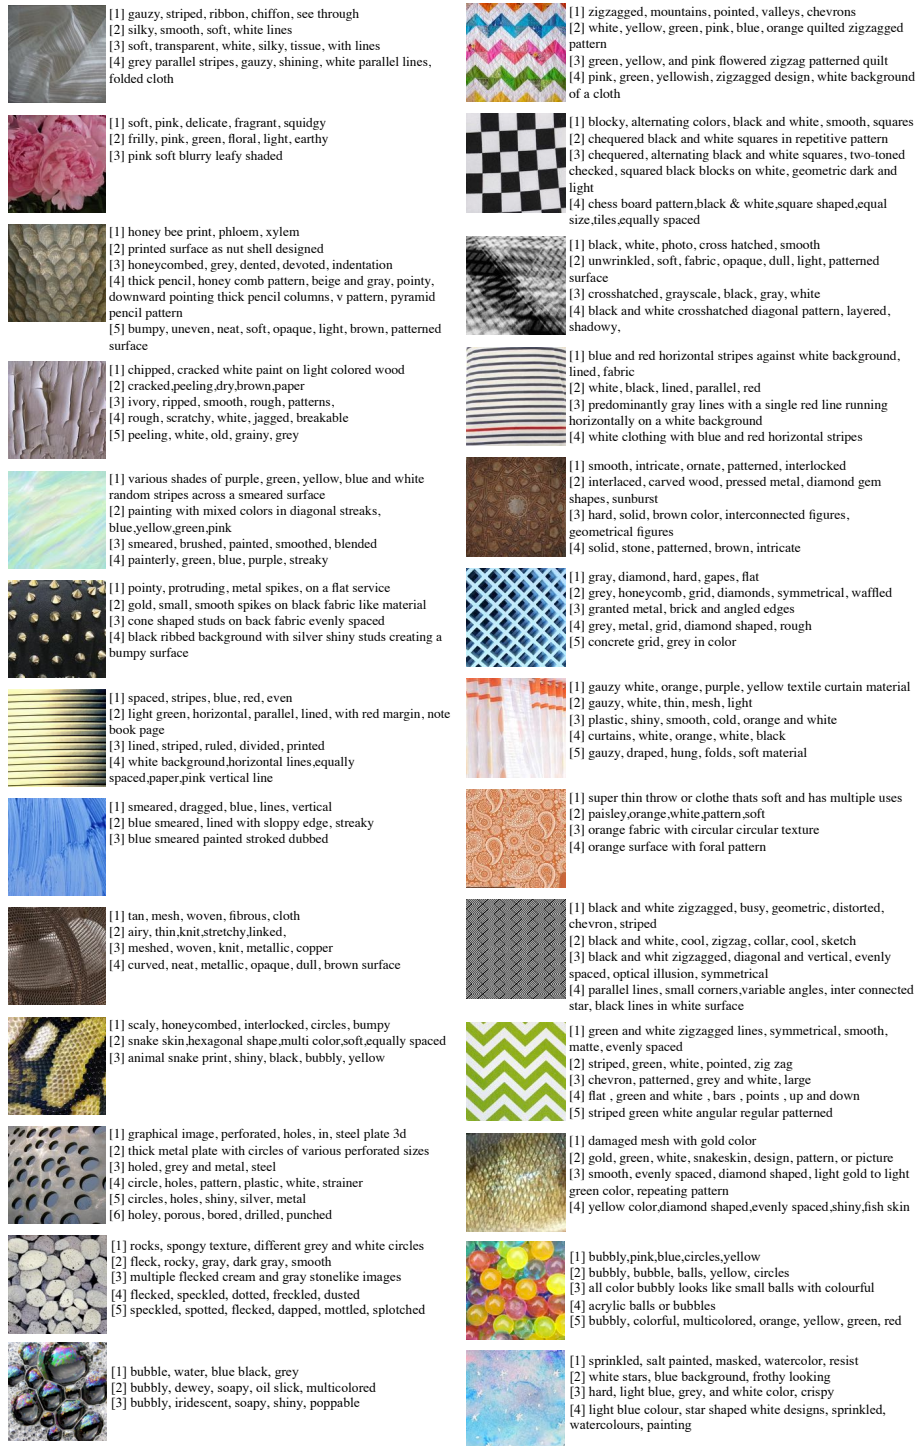 [1] gauzy, striped, ribbon, chiffon, see through
[2] silky, smooth, soft, white lines
[3] soft, transparent, white, silky, tissue, with lines
[4] grey parallel stripes, gauzy, shining, white parallel lines,
folded cloth
[1] soft, pink, delicate, fragrant, squidgy
[2] frilly, pink, green, floral, light, earthy
[3] pink soft blurry leafy shaded
[1] honey bee print, phloem, xylem
[2] printed surface as nut shell designed
[3] honeycombed, grey, dented, devoted, indentation
[4] thick pencil, honey comb pattern, beige and gray, pointy,
downward pointing thick pencil columns, v pattern, pyramid
pencil pattern
[5] bumpy, uneven, neat, soft, opaque, light, brown, patterned
surface
[1] chipped, cracked white paint on light colored wood
[2] cracked,peeling,dry,brown,paper
[3] ivory, ripped, smooth, rough, patterns,
[4] rough, scratchy, white, jagged, breakable
[5] peeling, white, old, grainy, grey
[1] various shades of purple, green, yellow, blue and white
random stripes across a smeared surface
[2] painting with mixed colors in diagonal streaks,
blue,yellow,green,pink
[3] smeared, brushed, painted, smoothed, blended
[4] painterly, green, blue, purple, streaky
[1] pointy, protruding, metal spikes, on a flat service
[2] gold, small, smooth spikes on black fabric like material
[3] cone shaped studs on back fabric evenly spaced
[4] black ribbed background with silver shiny studs creating a
bumpy surface
[1] spaced, stripes, blue, red, even
[2] light green, horizontal, parallel, lined, with red margin, note
book page
[3] lined, striped, ruled, divided, printed
[4] white background,horizontal lines,equally
spaced,paper,pink vertical line
[1] smeared, dragged, blue, lines, vertical
[2] blue smeared, lined with sloppy edge, streaky
[3] blue smeared painted stroked dubbed
[1] tan, mesh, woven, fibrous, cloth
[2] airy, thin,knit,stretchy,linked,
[3] meshed, woven, knit, metallic, copper
[4] curved, neat, metallic, opaque, dull, brown surface
[1] scaly, honeycombed, interlocked, circles, bumpy
[2] snake skin,hexagonal shape,multi color,soft,equally spaced
[3] animal snake print, shiny, black, bubbly, yellow
[1] graphical image, perforated, holes, in, steel plate 3d
[2] thick metal plate with circles of various perforated sizes
[3] holed, grey and metal, steel
[4] circle, holes, pattern, plastic, white, strainer
[5] circles, holes, shiny, silver, metal
[6] holey, porous, bored, drilled, punched
[1] rocks, spongy texture, different grey and white circles
[2] fleck, rocky, gray, dark gray, smooth
[3] multiple flecked cream and gray stonelike images
[4] flecked, speckled, dotted, freckled, dusted
[5] speckled, spotted, flecked, dapped, mottled, splotched
[1] bubble, water, blue black, grey
[2] bubbly, dewey, soapy, oil slick, multicolored
[3] bubbly, iridescent, soapy, shiny, poppable
[1] zigzagged, mountains, pointed, valleys, chevrons
[2] white, yellow, green, pink, blue, orange quilted zigzagged
pattern
[3] green, yellow, and pink flowered zigzag patterned quilt
[4] pink, green, yellowish, zigzagged design, white background
of a cloth
[1] blocky, alternating colors, black and white, smooth, squares
[2] chequered black and white squares in repetitive pattern
[3] chequered, alternating black and white squares, two-toned
checked, squared black blocks on white, geometric dark and
light
[4] chess board pattern,black & white,square shaped,equal
size,tiles,equally spaced
[1] black, white, photo, cross hatched, smooth
[2] unwrinkled, soft, fabric, opaque, dull, light, patterned
surface
[3] crosshatched, grayscale, black, gray, white
[4] black and white crosshatched diagonal pattern, layered,
shadowy,
[1] blue and red horizontal stripes against white background,
lined, fabric
[2] white, black, lined, parallel, red
[3] predominantly gray lines with a single red line running
horizontally on a white background
[4] white clothing with blue and red horizontal stripes
[1] smooth, intricate, ornate, patterned, interlocked
[2] interlaced, carved wood, pressed metal, diamond gem
shapes, sunburst
[3] hard, solid, brown color, interconnected figures,
geometrical figures
[4] solid, stone, patterned, brown, intricate
[1] gray, diamond, hard, gapes, flat
[2] grey, honeycomb, grid, diamonds, symmetrical, waffled
[3] granted metal, brick and angled edges
[4] grey, metal, grid, diamond shaped, rough
[5] concrete grid, grey in color
[1] gauzy white, orange, purple, yellow textile curtain material
[2] gauzy, white, thin, mesh, light
[3] plastic, shiny, smooth, cold, orange and white
[4] curtains, white, orange, white, black
[5] gauzy, draped, hung, folds, soft material
[1] super thin throw or clothe thats soft and has multiple uses
[2] paisley,orange,white,pattern,soft
[3] orange fabric with circular circular texture
[4] orange surface with foral pattern
[1] black and white zigzagged, busy, geometric, distorted,
chevron, striped
[2] black and white, cool, zigzag, collar, cool, sketch
[3] black and whit zigzagged, diagonal and vertical, evenly
spaced, optical illusion, symmetrical
[4] parallel lines, small corners,variable angles, inter connected
star, black lines in white surface
[1] green and white zigzagged lines, symmetrical, smooth,
matte, evenly spaced
[2] striped, green, white, pointed, zig zag
[3] chevron, patterned, grey and white, large
[4] flat , green and white , bars , points , up and down
[5] striped green white angular regular patterned
[1] damaged mesh with gold color
[2] gold, green, white, snakeskin, design, pattern, or picture
[3] smooth, evenly spaced, diamond shaped, light gold to light
green color, repeating pattern
[4] yellow color,diamond shaped,evenly spaced,shiny,fish skin
[1] bubbly,pink,blue,circles,yellow
[2] bubbly, bubble, balls, yellow, circles
[3] all color bubbly looks like small balls with colourful
[4] acrylic balls or bubbles
[5] bubbly, colorful, multicolored, orange, yellow, green, red
[1] sprinkled, salt painted, masked, watercolor, resist
[2] white stars, blue background, frothy looking
[3] hard, light blue, grey, and white color, crispy
[4] light blue colour, star shaped white designs, sprinkled,
watercolours, painting